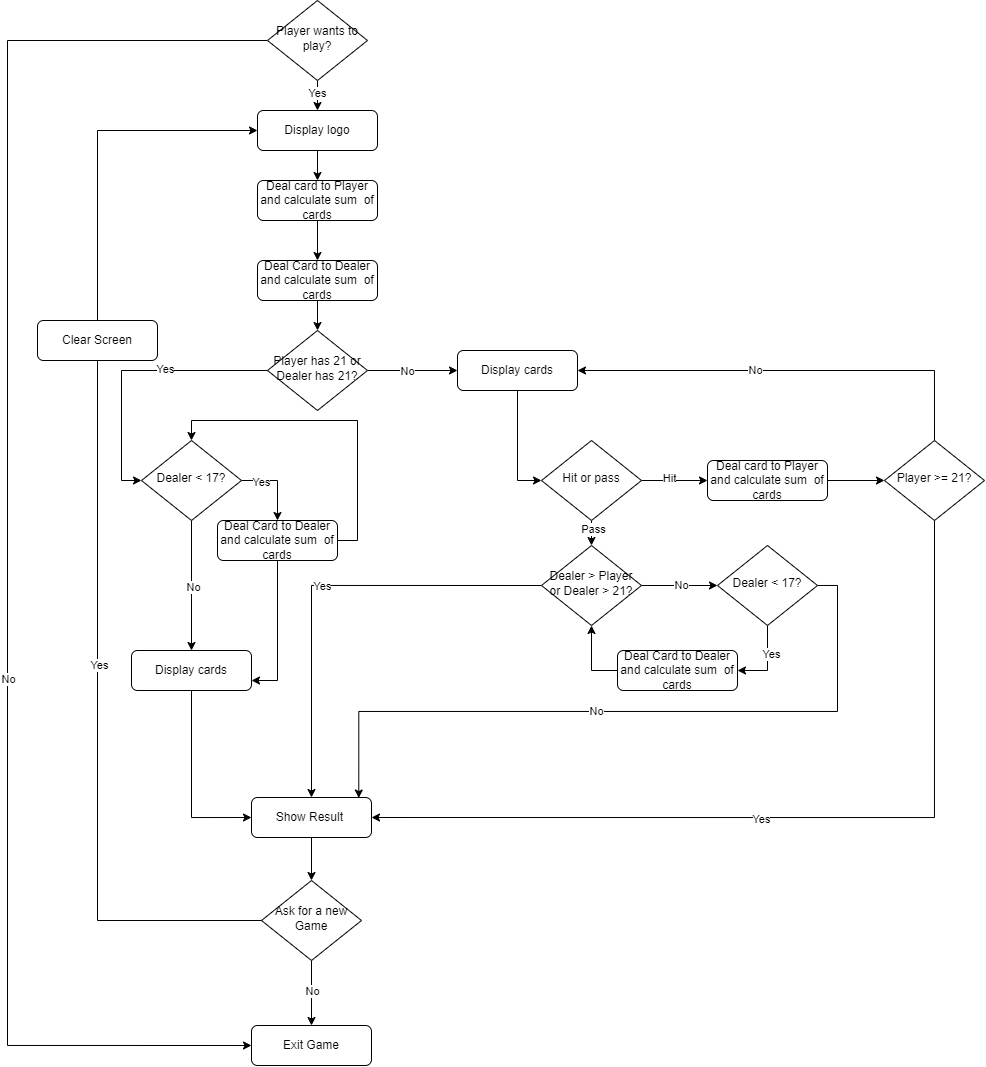 Player wants to
play?
Yes
Display logo
Deal card to Player
and calculate sum of
cards
Deal Card to Dealer
and calculate sum of
cards
Clear Screen
Player has 21 or
Dealer has 21?
Yes
No
Display cards
No
Dealer < 17?
Yes
Hit or pass
Hit
Deal card to Player
and calculate sum of
cards
Player >= 21?
Deal Card to Dealer
and calculate sum of
cards
Pass
No
Yes
Dealer > Player
or Dealer > 21?
No
Dealer < 17?
Yes
Display cards
Deal Card to Dealer
and calculate sum of
cards
Yes
No
No
Show Result
Yes
Ask for a new
Game
No
Exit Game